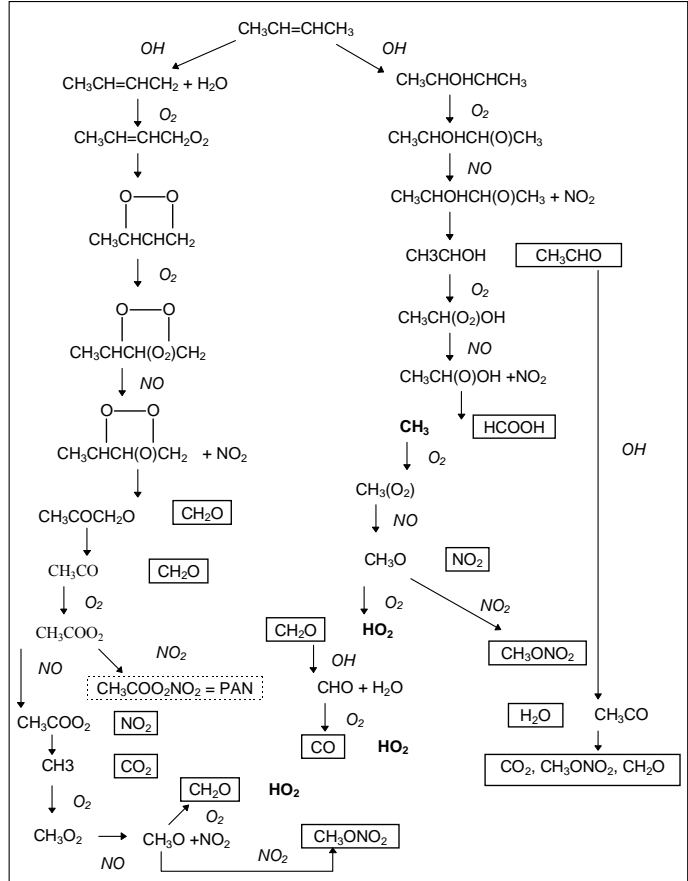 CH₃CH=CHCH₃
OH OH
CH₃CH=CHCH₂ + H₂O CH₃CHOHCHCH₃
O₂ O₂
CH₃CH=CHCH₂O₂ CH₃CHOHCH(O)CH₃
NO
O O CH₃CHOHCH(O)CH₃ + NO₂
CH₃CHCHCH₂ CH3CHOH CH₃CHO
O₂ O₂
O O CH₃CH(O₂)OH
CH₃CHCH(O₂)CH₂ NO
NO CH₃CH(O)OH +NO₂
O O CH₃ HCOOH
CH₃CHCH(O)CH₂ + NO₂ O₂ OH
CH₃(O₂)
CH₃COCH₂O CH₂O NO
CH₃CO CH₂O CH₃O NO₂
O₂ O₂ NO₂
CH₃COO₂ CH₂O HO₂
NO NO₂ OH CH₃ONO₂
CH₃COO₂NO₂ = PAN CHO + H₂O
CH₃COO₂ NO₂ O₂ H₂O CH₃CO
CO HO₂
CH3 CO₂ CO₂, CH₃ONO₂, CH₂O
O₂ CH₂O HO₂
O₂
CH₃O₂ CH₃O +NO₂ CH₃ONO₂
NO NO₂